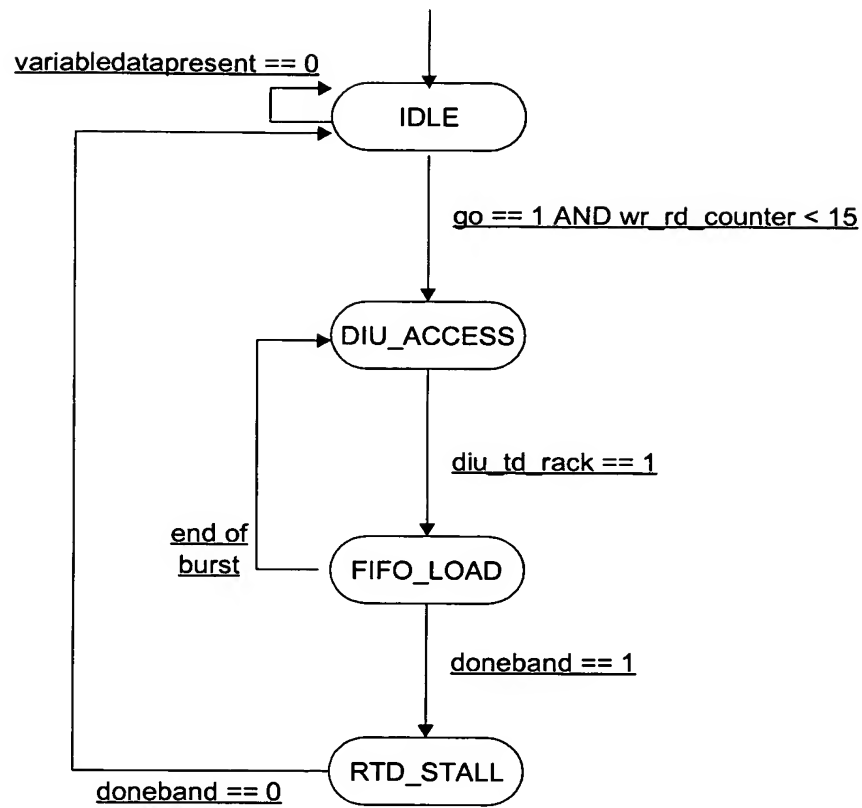 variabledatapresent == 0
IDLE
go == 1 AND wr_rd_counter < 15
DIU_ACCESS
diu_td_rack == 1
end of
burst
FIFO_LOAD
doneband == 1
RTD_STALL
doneband == 0